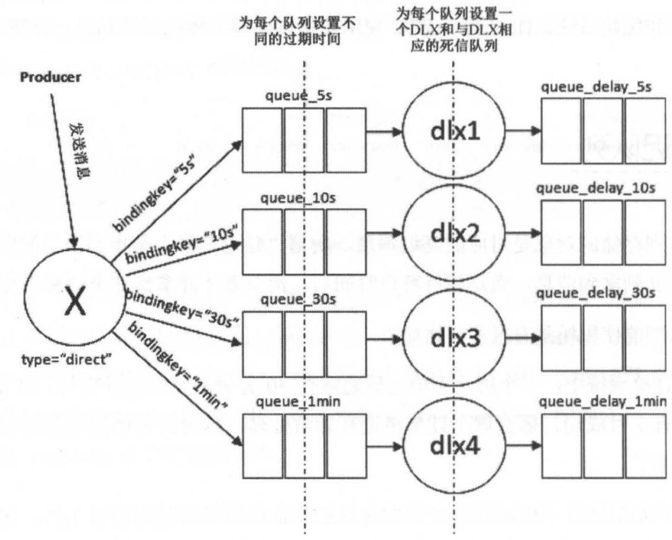 为每个队列设置不
同的过期时间
为每个队列设置一
个DLX和与DLX相
应的死信队列
Producer
发送消息
X
type="direct"
bindingkey="5s"
bindingkey="10s"
bindingkey="30s"
bindingkey="1min"
queue_5s
dlx1
queue_delay_5s
queue_10s
dlx2
queue_delay_10s
queue_30s
dlx3
queue_delay_30s
queue_1min
dlx4
queue_delay_1min